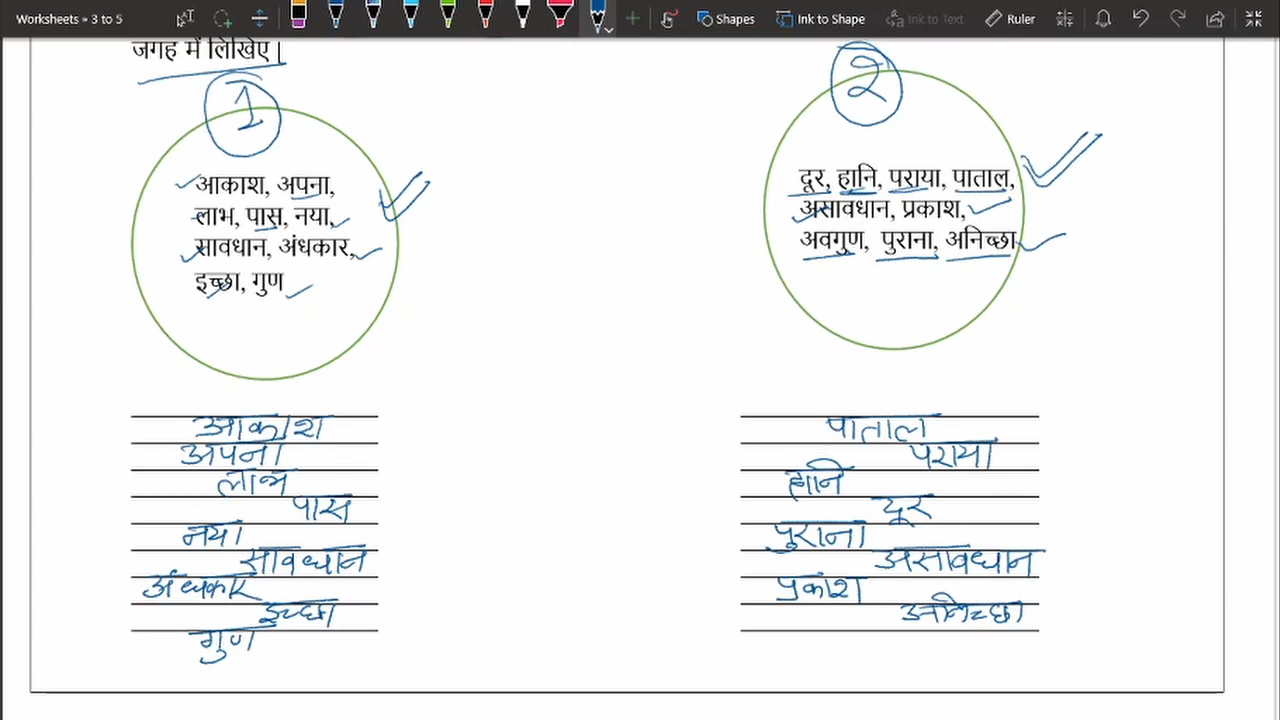 Worksheets » 3 to 5
Shapes
Ink to Shape
Ink to Text
Ruler
जगह में लिखिए |
1
आकाश, अपना,
लाभ, पास, नया,
सावधान, अंधकार,
इच्छा, गुण
2
दूर, हानि, पराया, पाताल,
असावधान, प्रकाश,
अवगुण, पुराना, अनिच्छा
आकाश
अपना
लाभ
पास
नया
सावधान
अंधकार
इच्छा
गुण
पाताल
पराया
हानि
दूर
पुराना
असावधान
प्रकाश
अनिच्छा